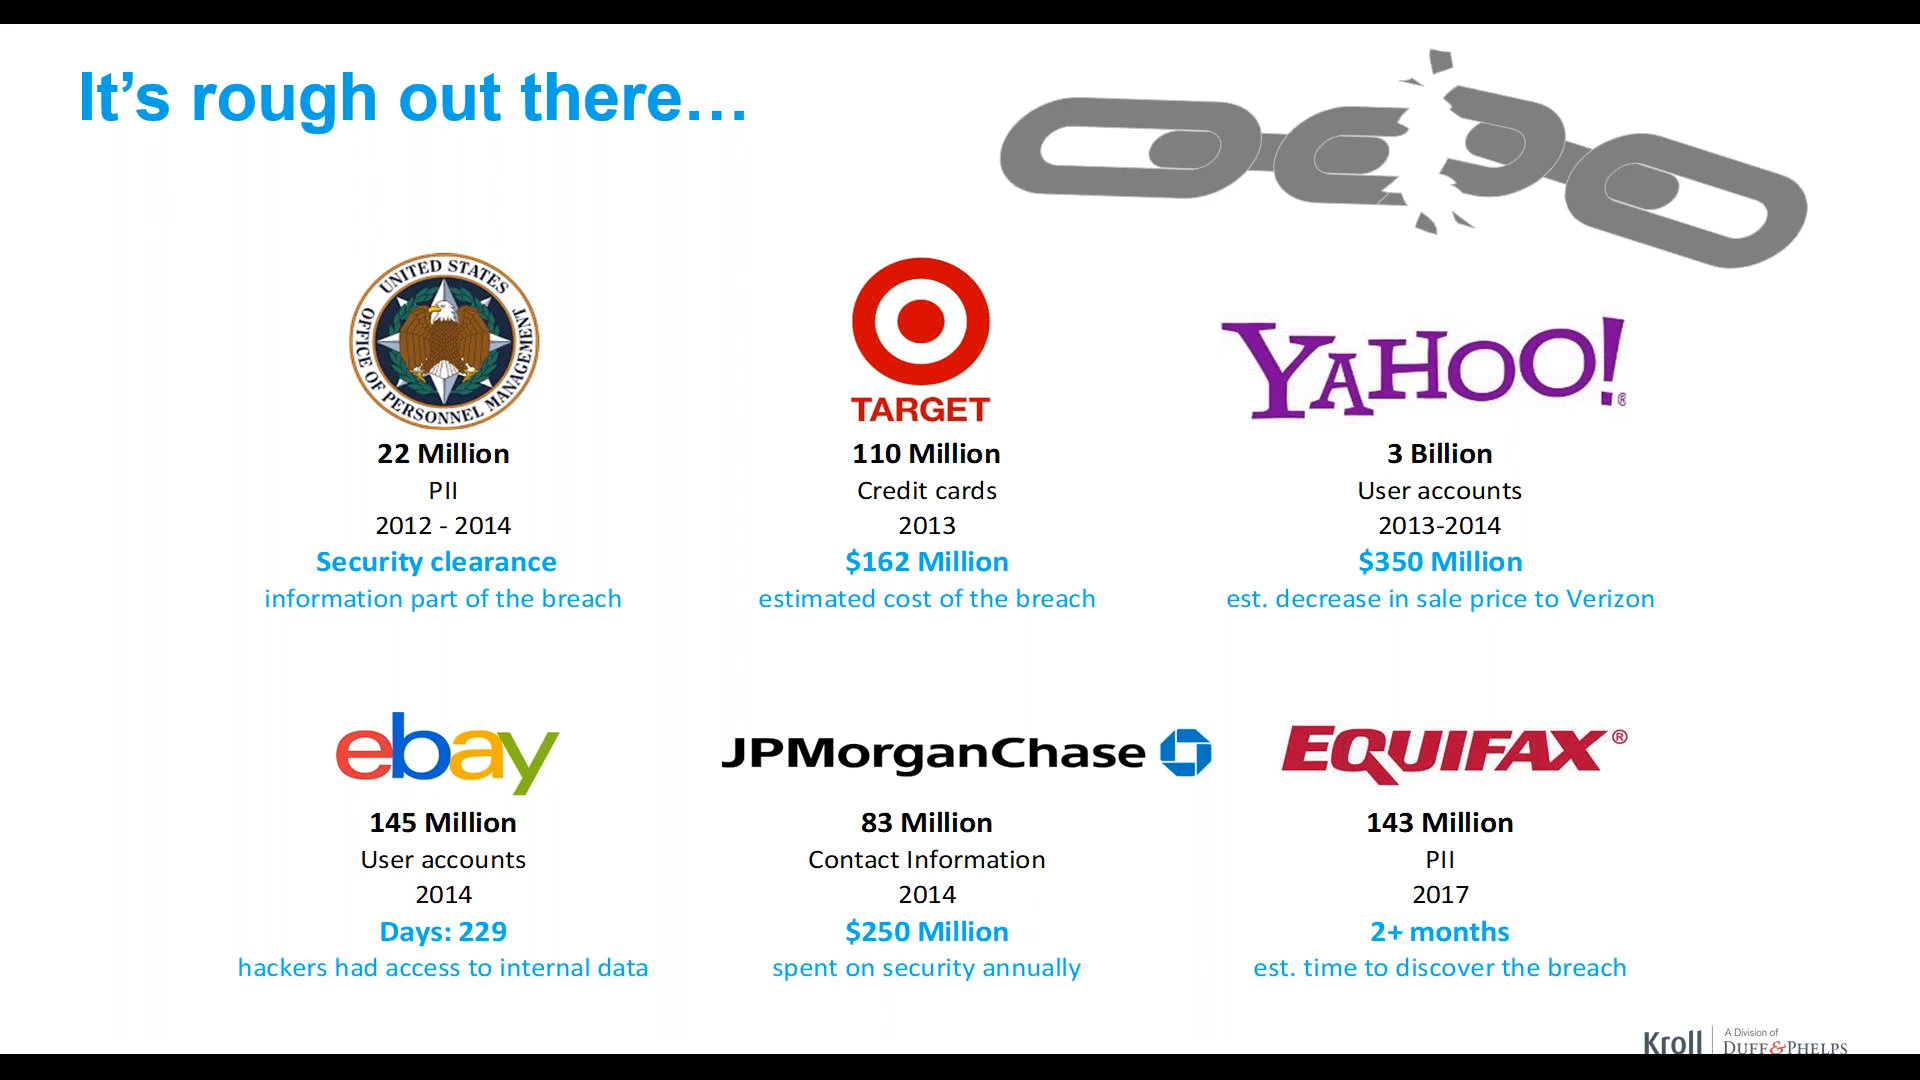 It’s rough out there…
UNITED STATES
OFFICE OF PERSONNEL MANAGEMENT
22 Million
PII
2012 - 2014
Security clearance
information part of the breach
TARGET
110 Million
Credit cards
2013
$162 Million
estimated cost of the breach
YAHOO!®
3 Billion
User accounts
2013-2014
$350 Million
est. decrease in sale price to Verizon
ebay
145 Million
User accounts
2014
Days: 229
hackers had access to internal data
JPMorganChase
83 Million
Contact Information
2014
$250 Million
spent on security annually
EQUIFAX®
143 Million
PII
2017
2+ months
est. time to discover the breach
Kroll
A Division of
DUFF&PHELPS